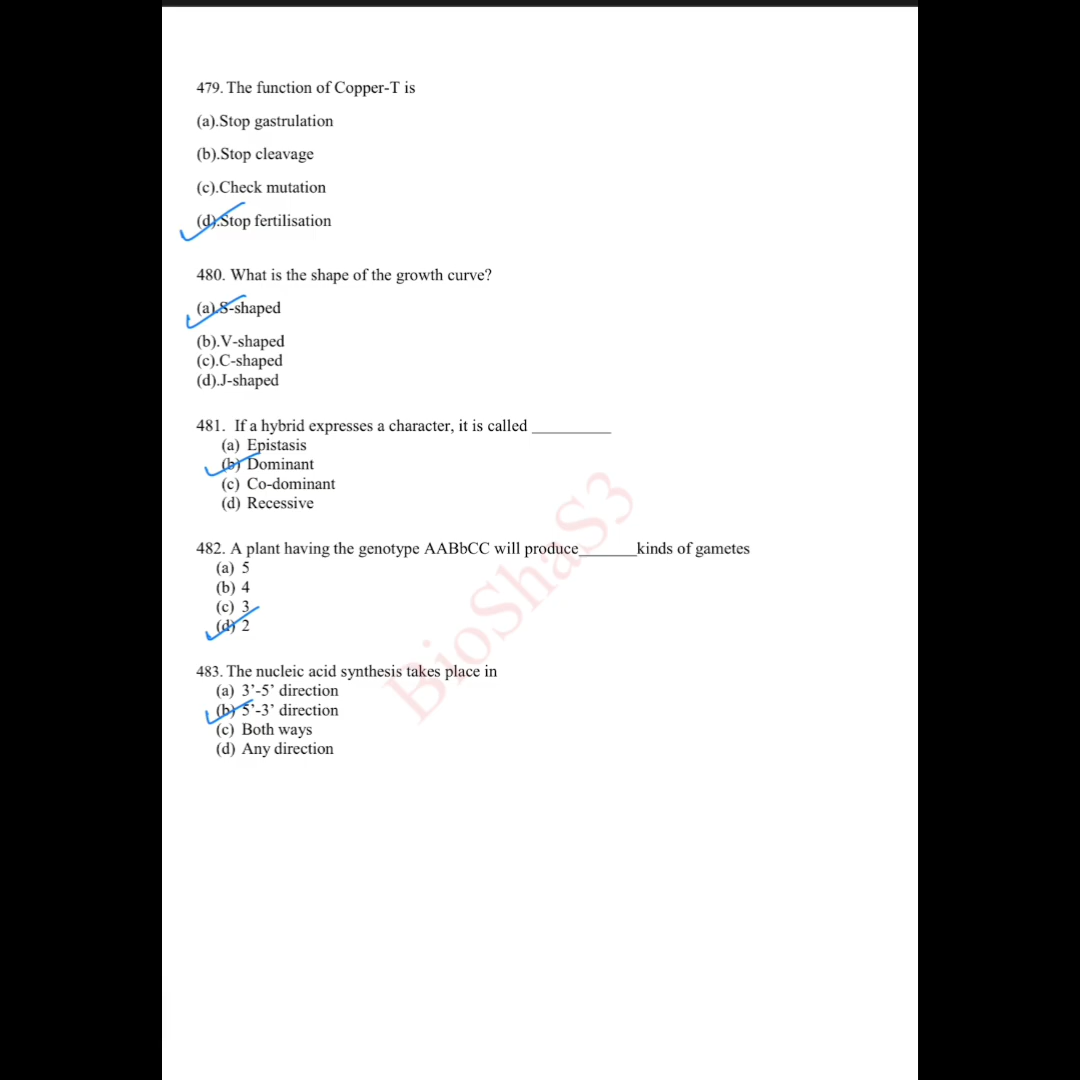 479. The function of Copper-T is
(a).Stop gastrulation
(b).Stop cleavage
(c).Check mutation
(d).Stop fertilisation
480. What is the shape of the growth curve?
(a).S-shaped
(b).V-shaped
(c).C-shaped
(d).J-shaped
481. If a hybrid expresses a character, it is called __________
(a) Epistasis
(b) Dominant
(c) Co-dominant
(d) Recessive
482. A plant having the genotype AABbCC will produce_______kinds of gametes
(a) 5
(b) 4
(c) 3
(d) 2
483. The nucleic acid synthesis takes place in
(a) 3’-5’ direction
(b) 5’-3’ direction
(c) Both ways
(d) Any direction
BioShaS3